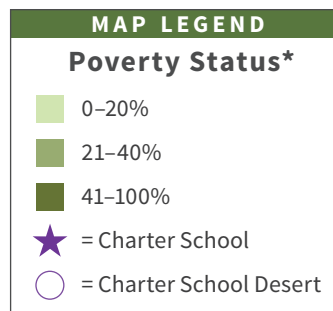 MAP LEGEND
Poverty Status*
0–20%
21–40%
41–100%
= Charter School
= Charter School Desert